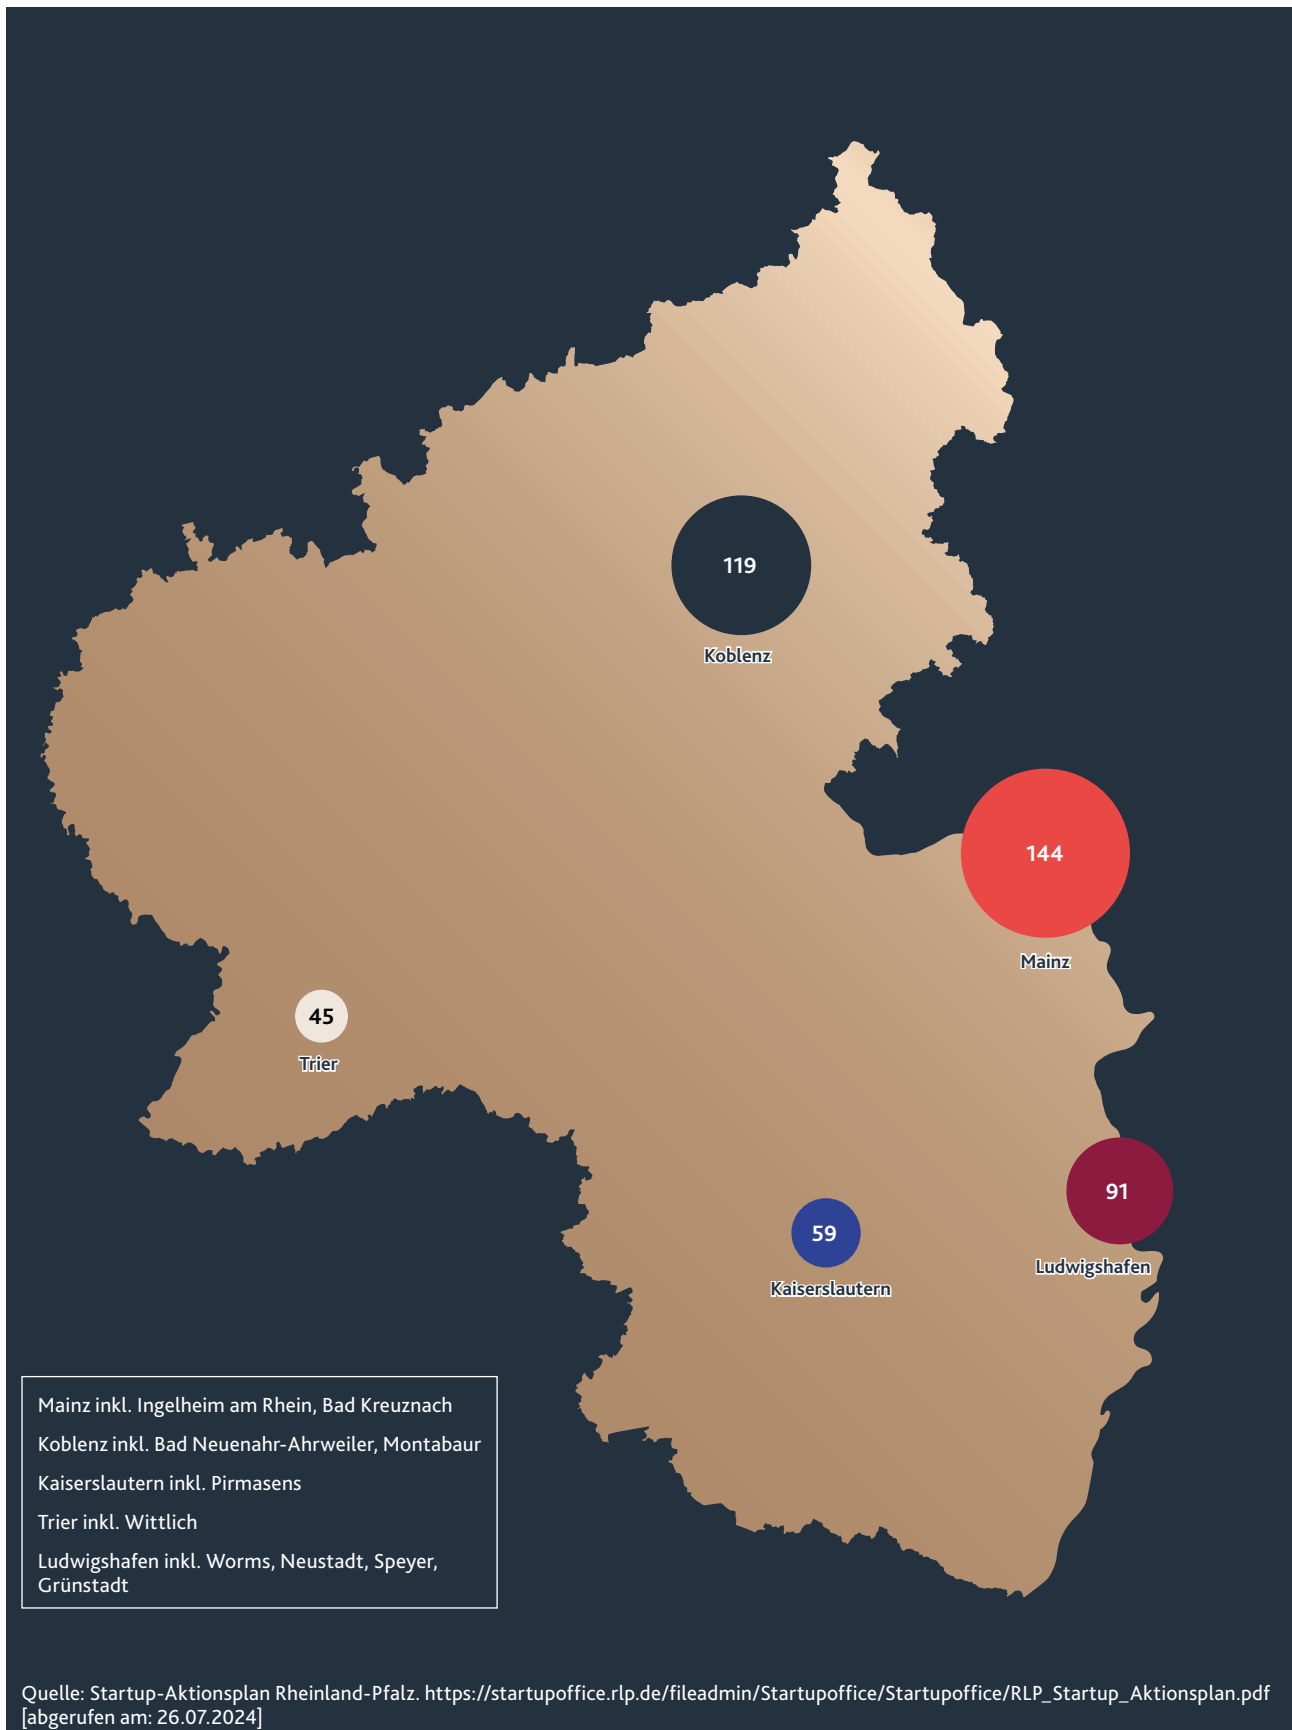 119
Koblenz
144
Mainz
45
Trier
91
Ludwigshafen
59
Kaiserslautern
Mainz inkl. Ingelheim am Rhein, Bad Kreuznach
Koblenz inkl. Bad Neuenahr-Ahrweiler, Montabaur
Kaiserslautern inkl. Pirmasens
Trier inkl. Wittlich
Ludwigshafen inkl. Worms, Neustadt, Speyer,
Grünstadt
Quelle: Startup-Aktionsplan Rheinland-Pfalz. https://startupoffice.rlp.de/fileadmin/Startupoffice/Startupoffice/RLP_Startup_Aktionsplan.pdf
[abgerufen am: 26.07.2024]